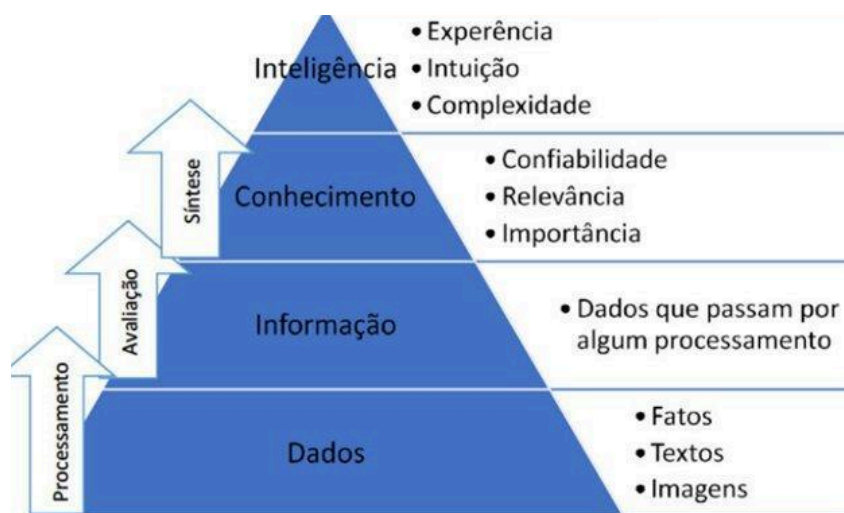 Inteligência
• Experência
• Intuição
• Complexidade
Síntese
Conhecimento
• Confiabilidade
• Relevância
• Importância
Avaliação
Informação
• Dados que passam por
algum processamento
Processamento
Dados
• Fatos
• Textos
• Imagens